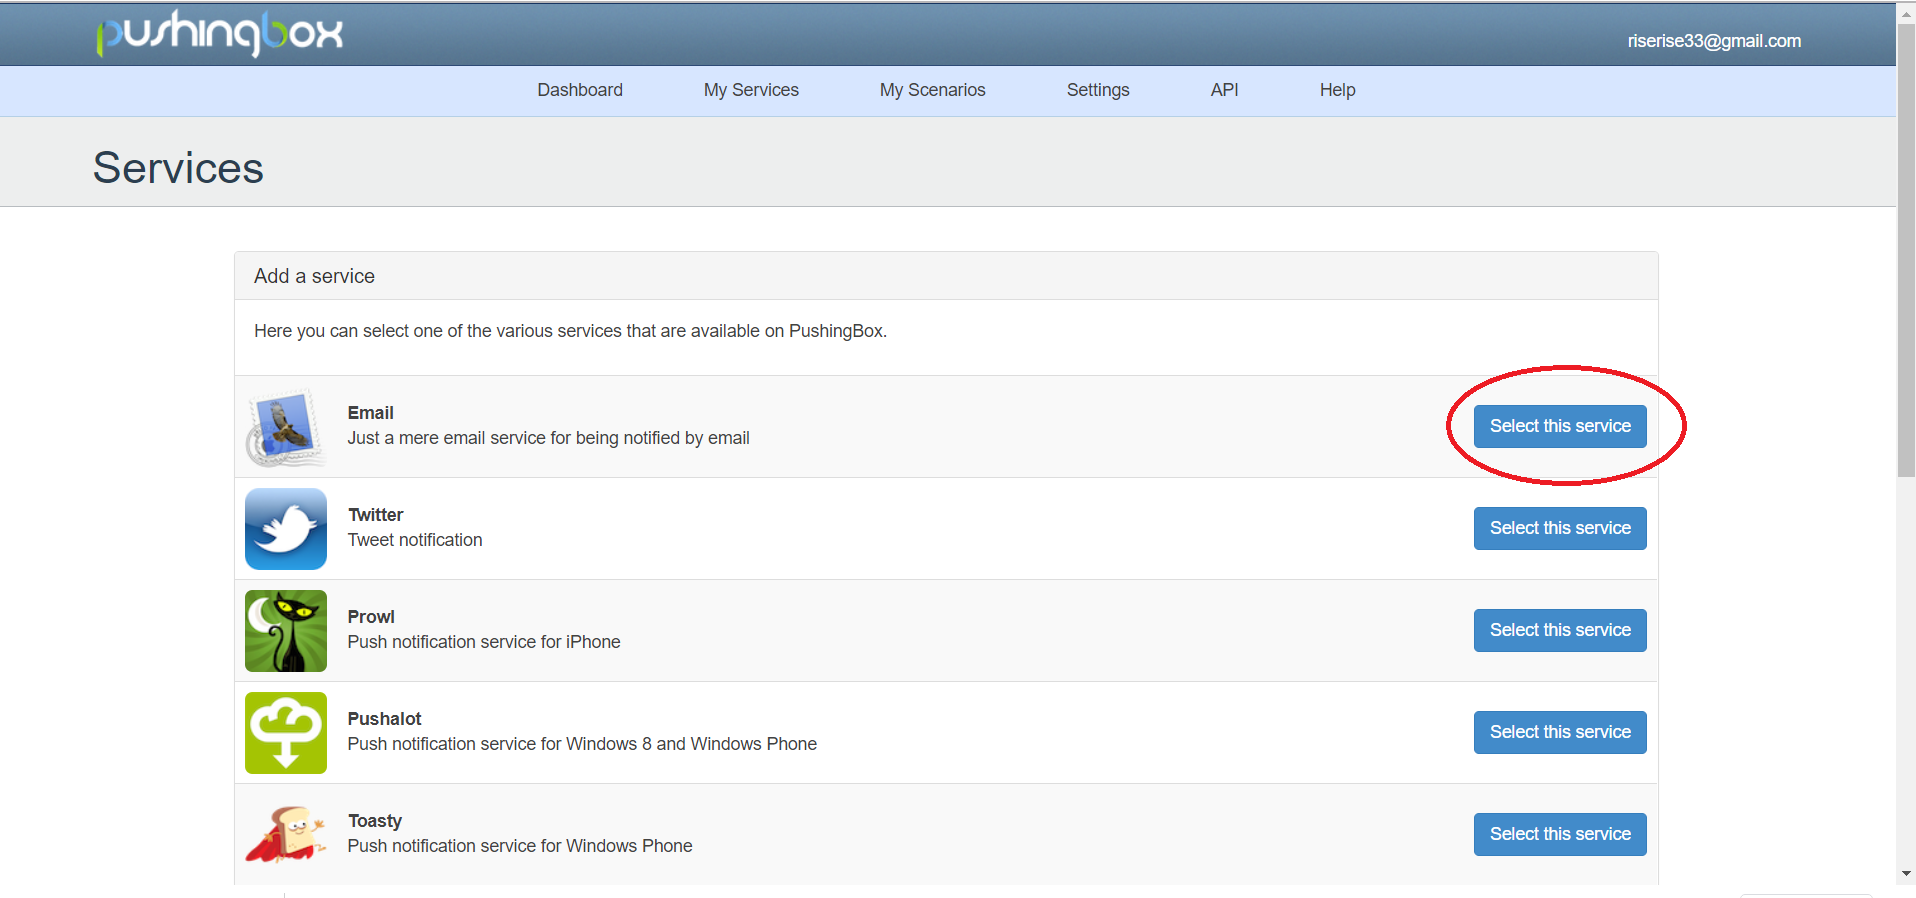 pushingbox
riserise33@gmail.com
Dashboard My Services My Scenarios Settings API Help
Services
Add a service
Here you can select one of the various services that are available on PushingBox.
Email
Just a mere email service for being notified by email
Select this service
Twitter
Tweet notification
Select this service
Prowl
Push notification service for iPhone
Select this service
Pushalot
Push notification service for Windows 8 and Windows Phone
Select this service
Toasty
Push notification service for Windows Phone
Select this service